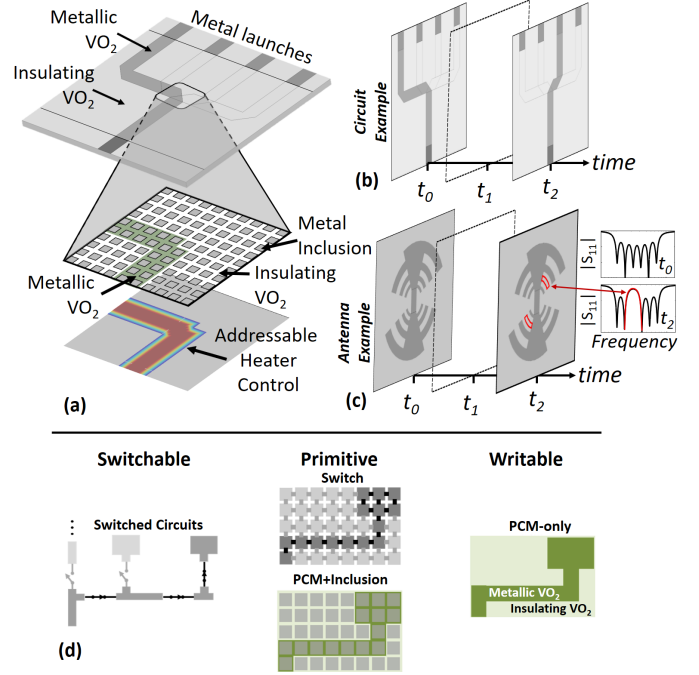 Metallic
VO2
Metal launches
Insulating
VO2
Metal
Inclusion
Insulating
VO2
Metallic
VO2
Addressable
Heater
Control
(a)
Circuit
Example
(b)
t0
t1
t2
time
Antenna
Example
(c)
t0
t1
t2
time
|S11|
t0
|S11|
t2
Frequency
Switchable
Primitive
Writable
Switched Circuits
Switch
PCM+Inclusion
PCM-only
Metallic VO2
Insulating VO2
(d)